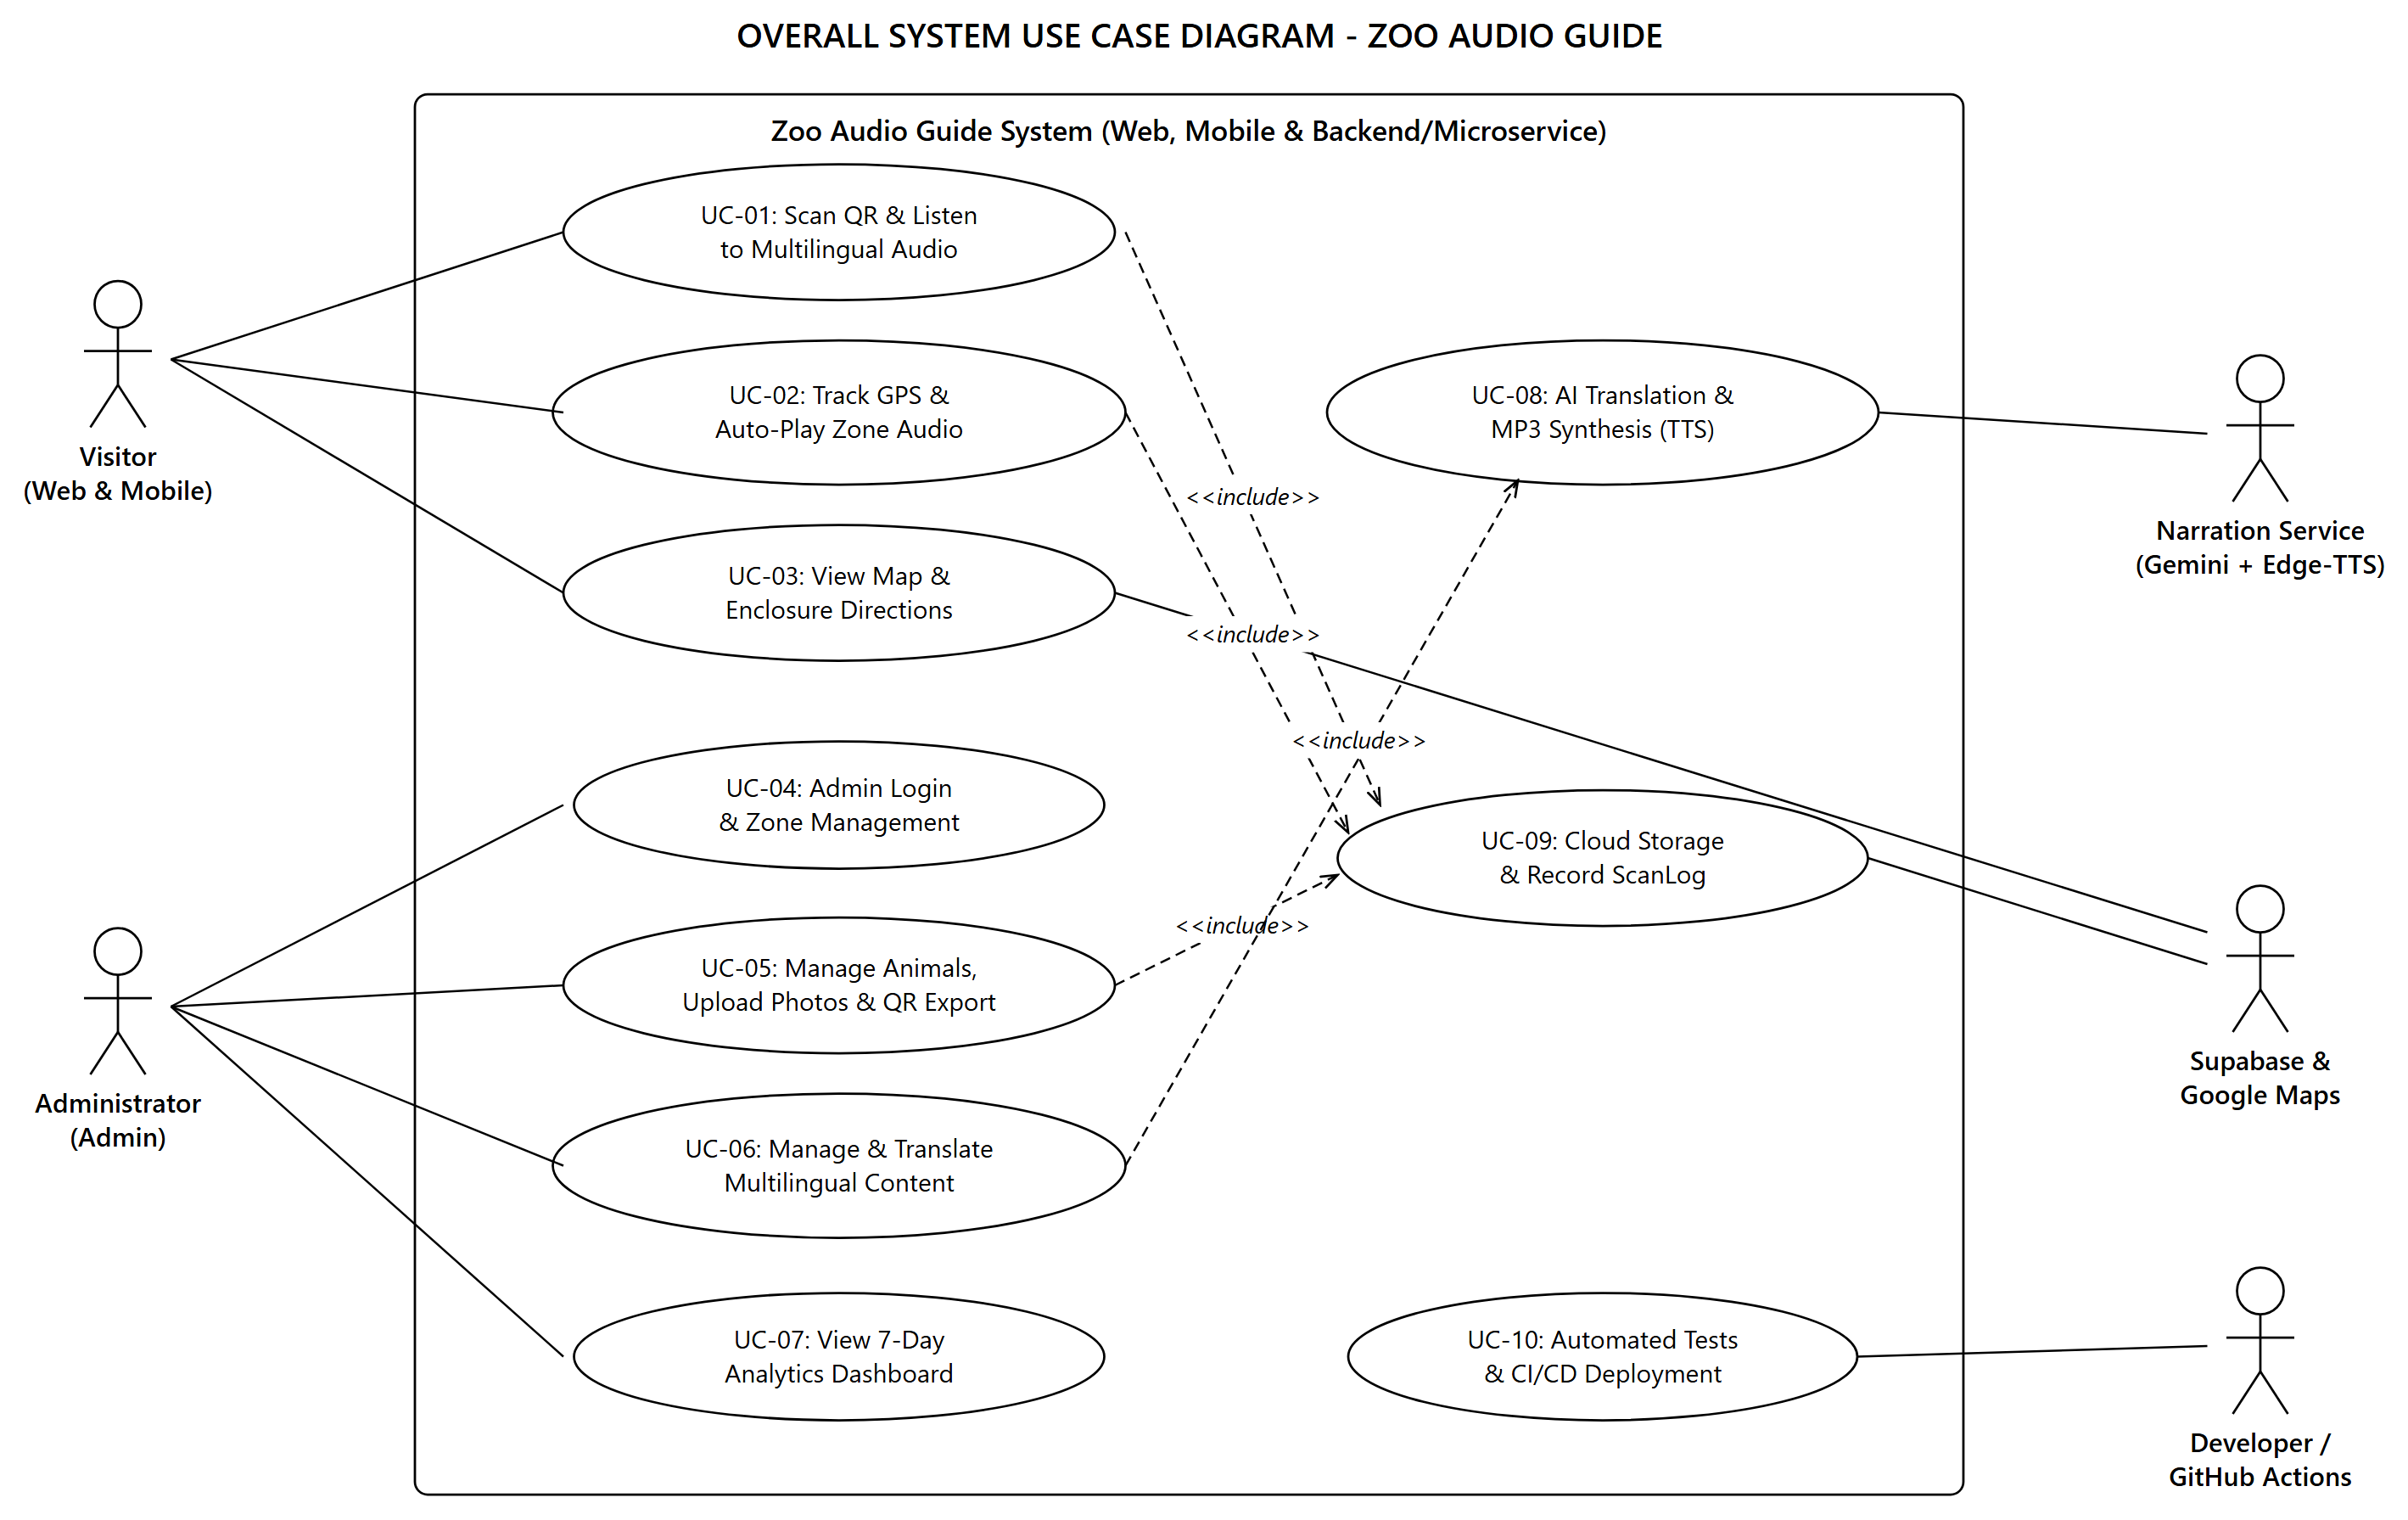 OVERALL SYSTEM USE CASE DIAGRAM - ZOO AUDIO GUIDE
Zoo Audio Guide System (Web, Mobile & Backend/Microservice)
Visitor
(Web & Mobile)
Administrator
(Admin)
UC-01: Scan QR & Listen
to Multilingual Audio
UC-02: Track GPS &
Auto-Play Zone Audio
UC-03: View Map &
Enclosure Directions
UC-04: Admin Login
& Zone Management
UC-05: Manage Animals,
Upload Photos & QR Export
UC-06: Manage & Translate
Multilingual Content
UC-07: View 7-Day
Analytics Dashboard
<<include>>
<<include>>
<<include>>
<<include>>
UC-08: AI Translation &
MP3 Synthesis (TTS)
UC-09: Cloud Storage
& Record ScanLog
UC-10: Automated Tests
& CI/CD Deployment
Narration Service
(Gemini + Edge-TTS)
Supabase &
Google Maps
Developer /
GitHub Actions